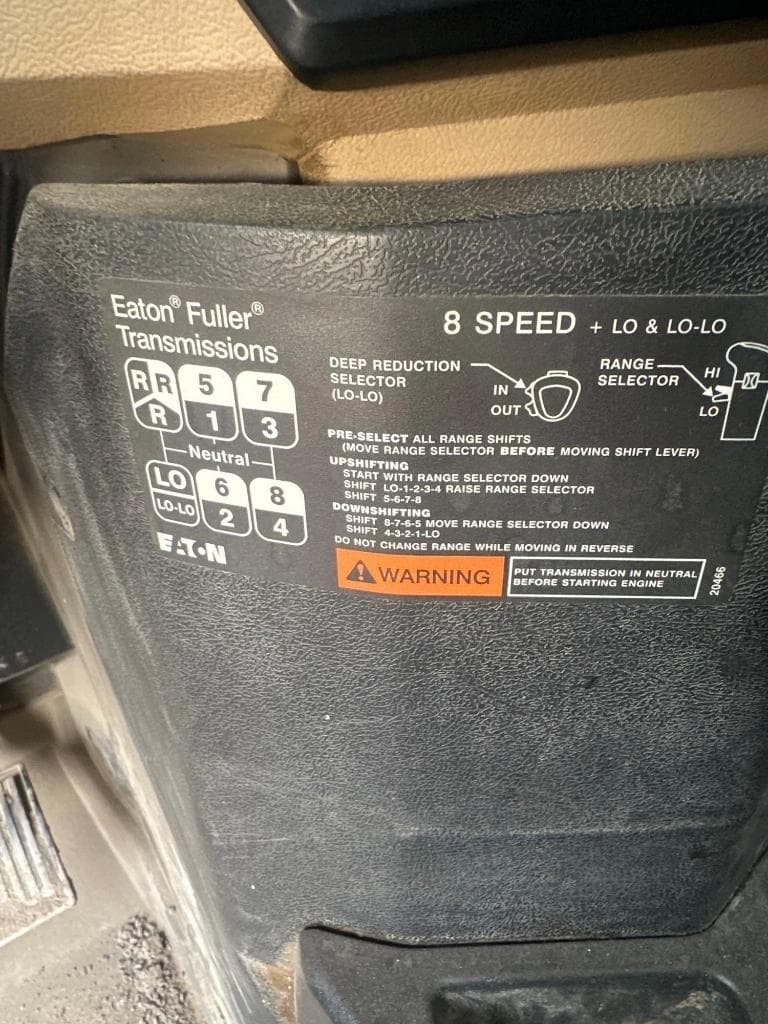 Eaton® Fuller®
Transmissions
8 SPEED + LO & LO-LO
R R 5 7
R 1 3
Neutral
LO 6 8
LO-LO 2 4
EATON
DEEP REDUCTION
SELECTOR
(LO-LO)
IN
OUT
RANGE
SELECTOR
HI
LO
PRE-SELECT ALL RANGE SHIFTS
(MOVE RANGE SELECTOR BEFORE MOVING SHIFT LEVER)
UPSHIFTING
START WITH RANGE SELECTOR DOWN
SHIFT LO-1-2-3-4 RAISE RANGE SELECTOR
SHIFT 5-6-7-8
DOWNSHIFTING
SHIFT 8-7-6-5 MOVE RANGE SELECTOR DOWN
SHIFT 4-3-2-1-LO
DO NOT CHANGE RANGE WHILE MOVING IN REVERSE
WARNING
PUT TRANSMISSION IN NEUTRAL
BEFORE STARTING ENGINE
20466